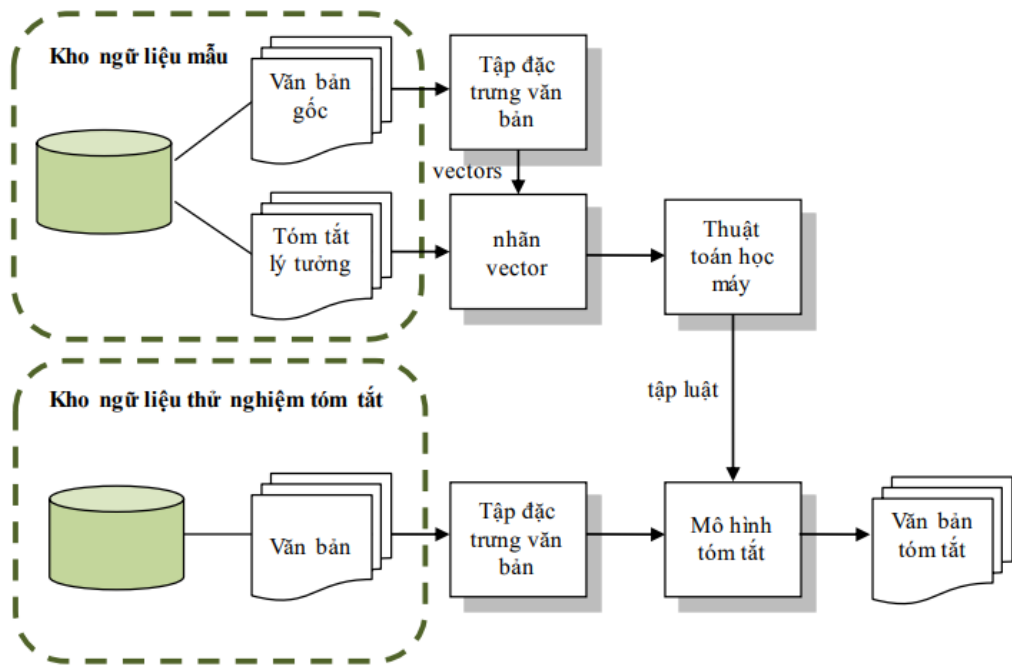 Kho ngữ liệu mẫu
Văn bản
gốc
Tập đặc
trưng văn
bản
vectors
Tóm tắt
lý tưởng
nhãn
vector
Thuật
toán học
máy
tập luật
Kho ngữ liệu thử nghiệm tóm tắt
Văn bản
Tập đặc
trưng văn
bản
Mô hình
tóm tắt
Văn bản
tóm tắt